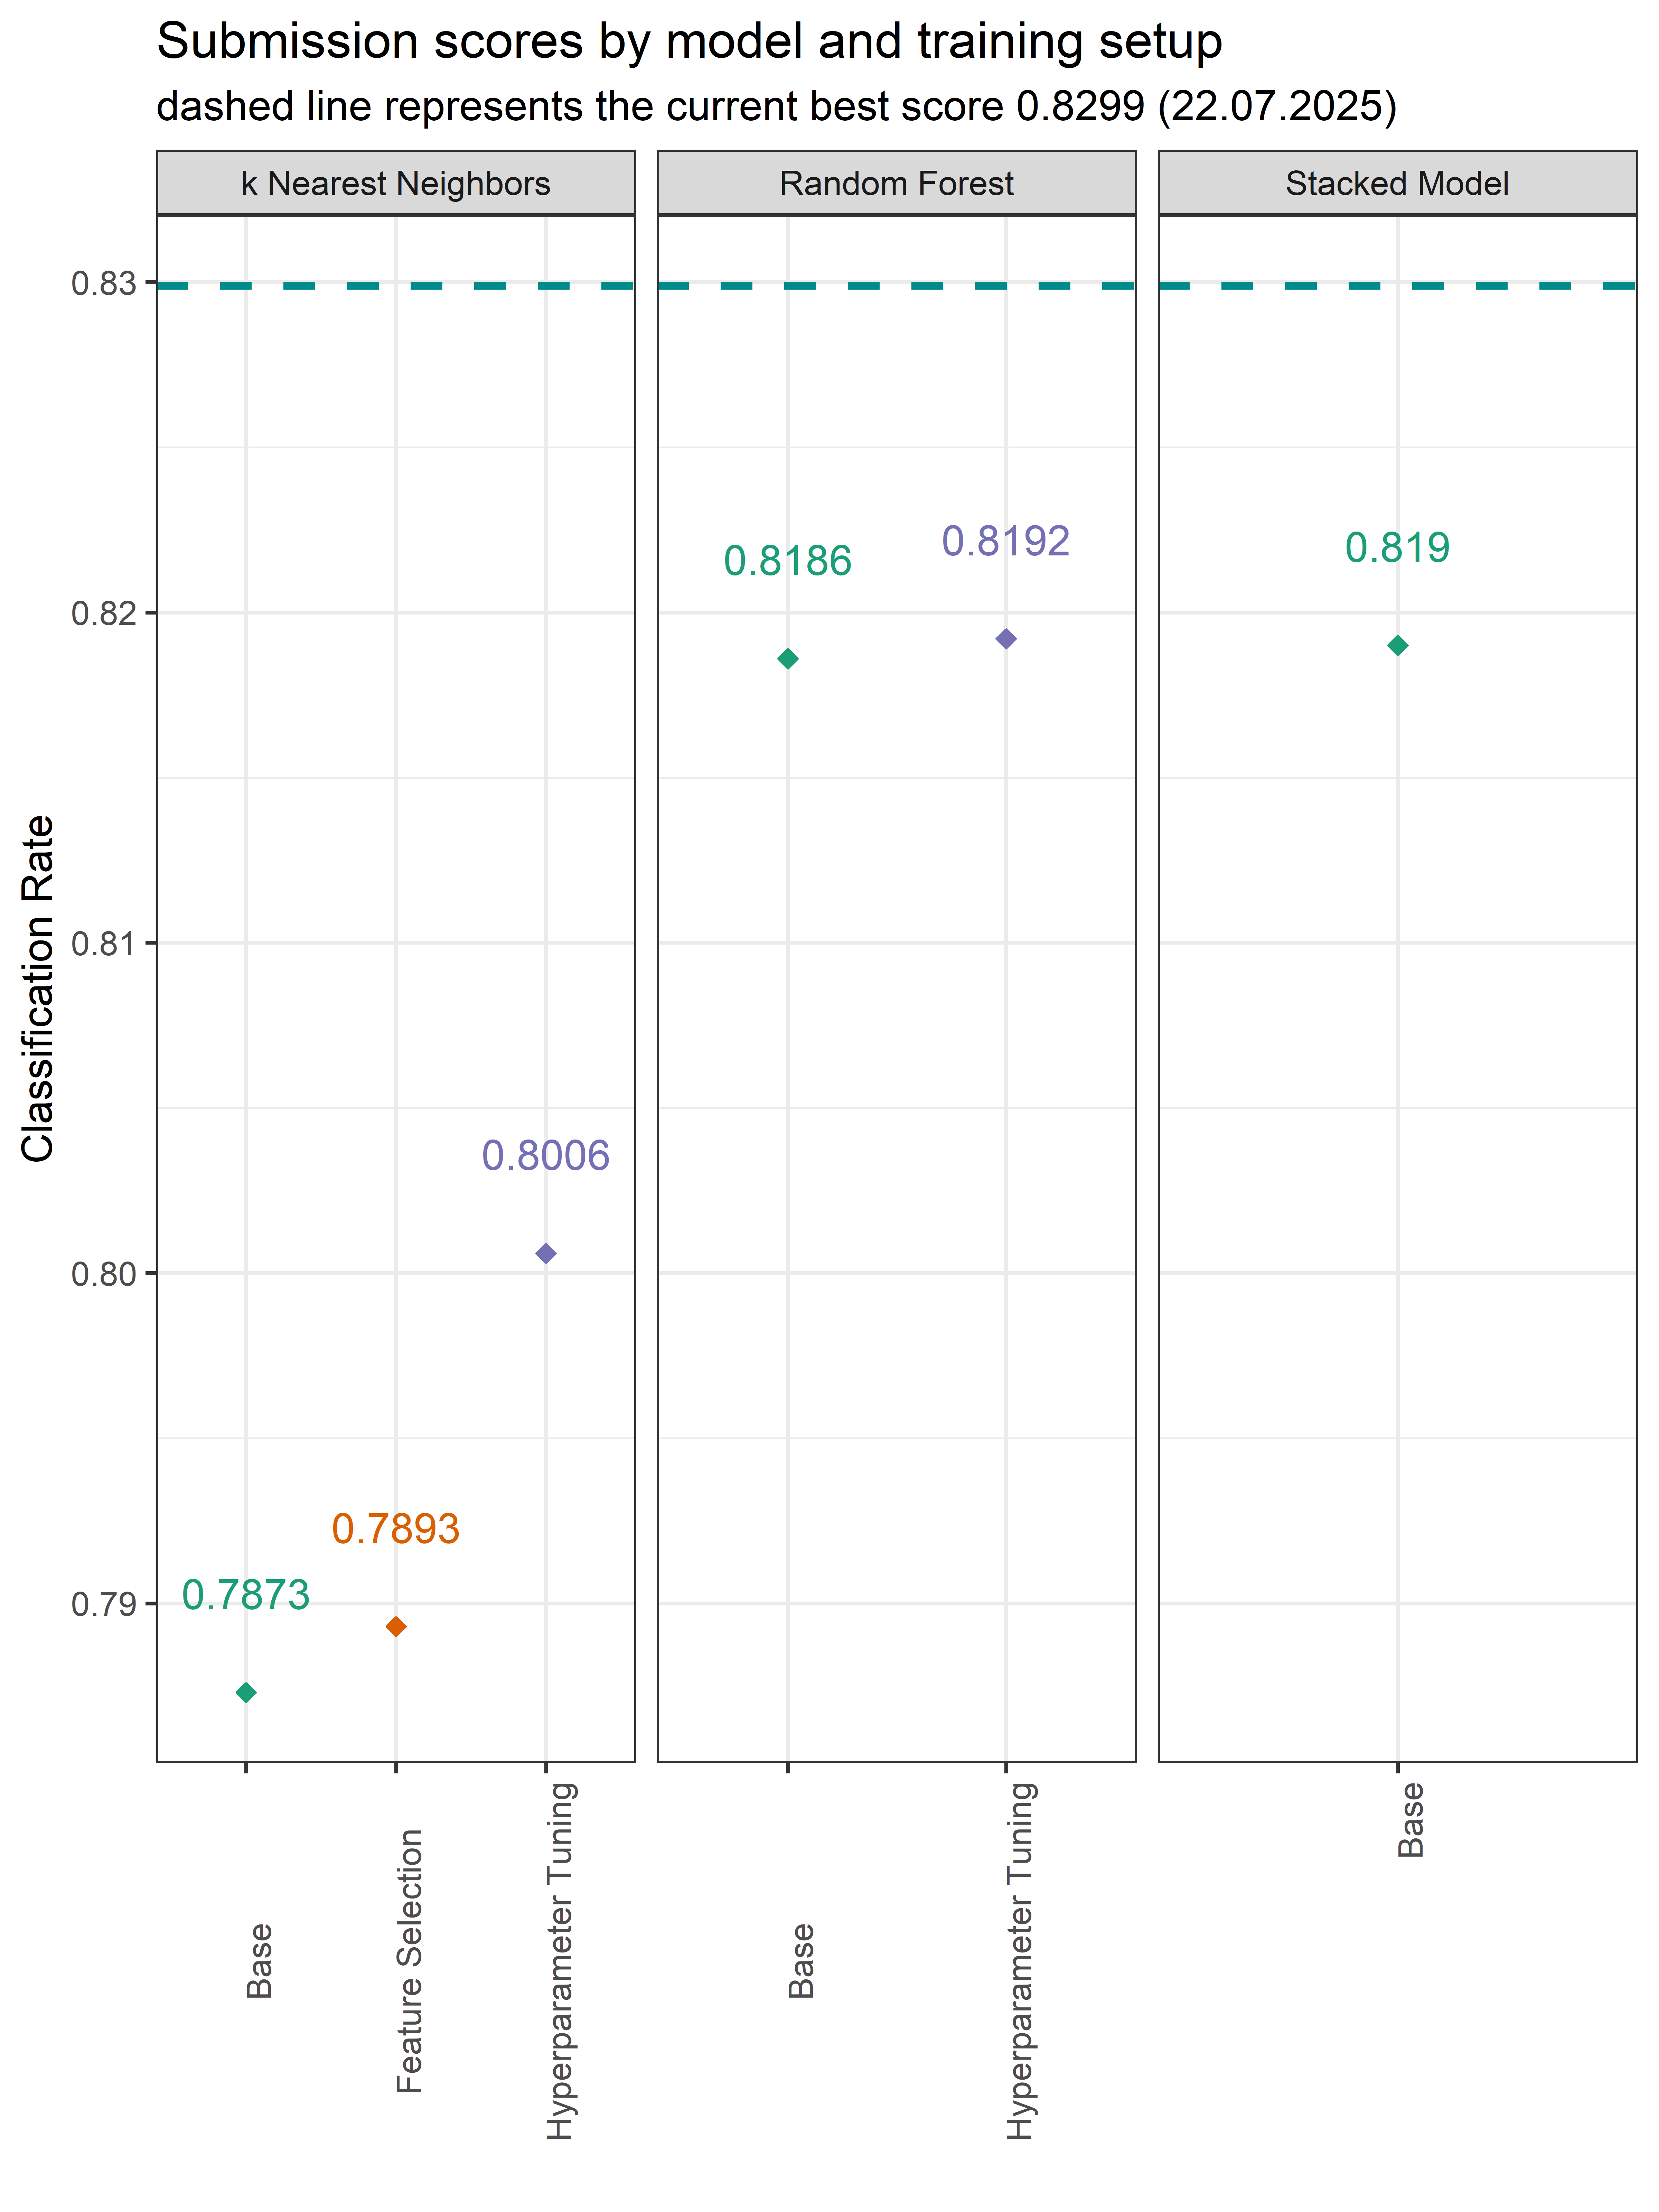 Submission scores by model and training setup
dashed line represents the current best score 0.8299 (22.07.2025)
k Nearest Neighbors
Random Forest
Stacked Model
Classification Rate
0.83
0.82
0.81
0.80
0.79
0.7873
0.7893
0.8006
0.8186
0.8192
0.819
Base
Feature Selection
Hyperparameter Tuning
Base
Hyperparameter Tuning
Base